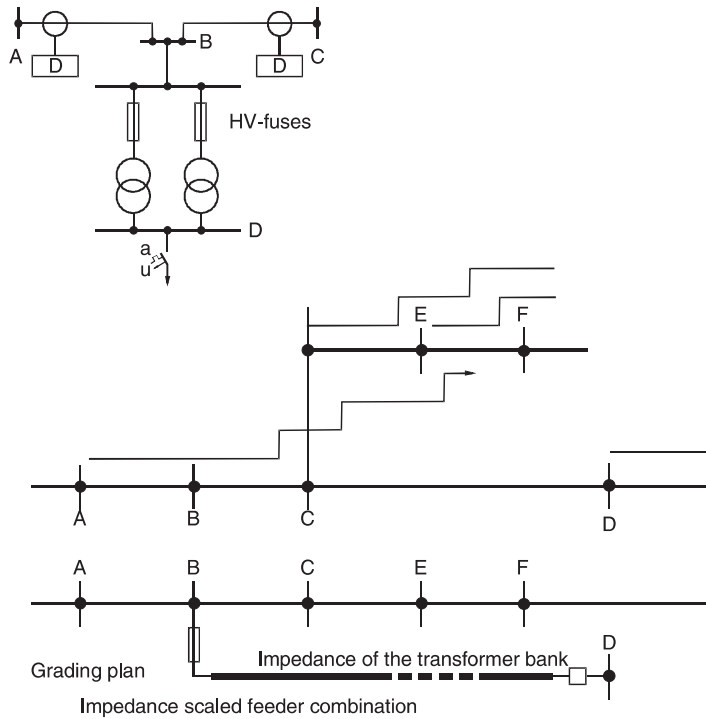 A B C
D D
HV-fuses
D
a
u
E F
A B C D
A B C E F
D
Impedance of the transformer bank
Grading plan
Impedance scaled feeder combination